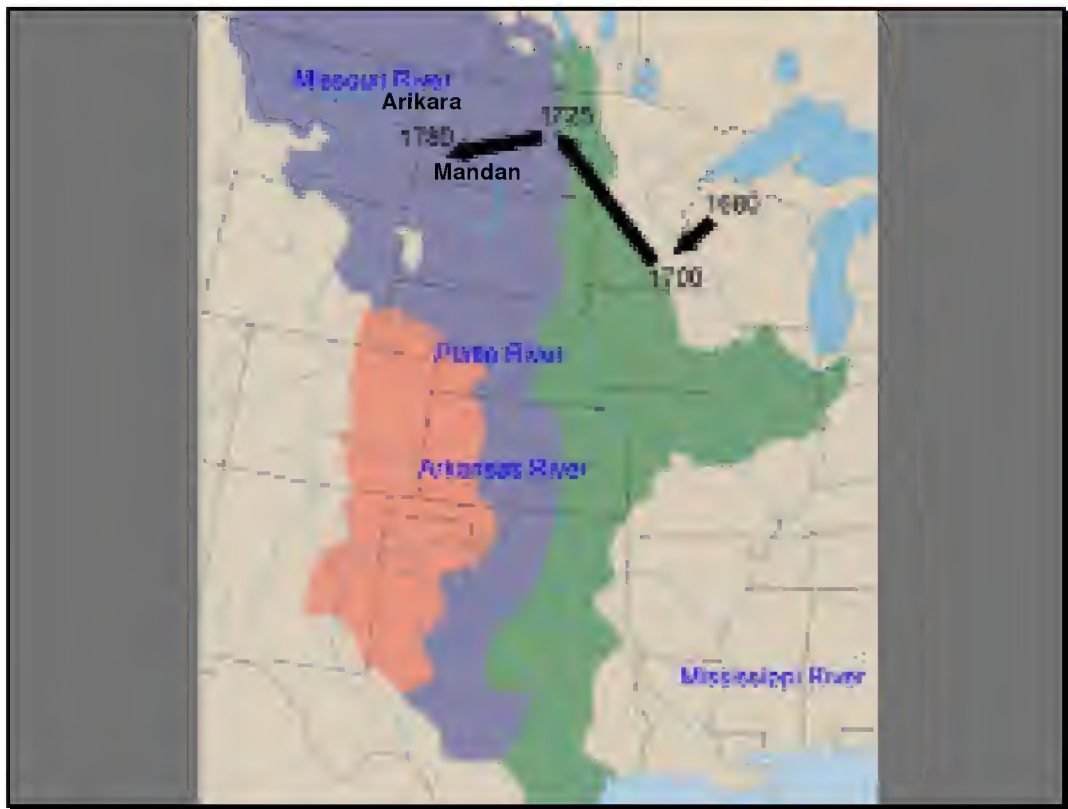 Missouri River
Arikara
1725
1780
Mandan
1680
1700
Platte River
Arkansas River
Mississippi River